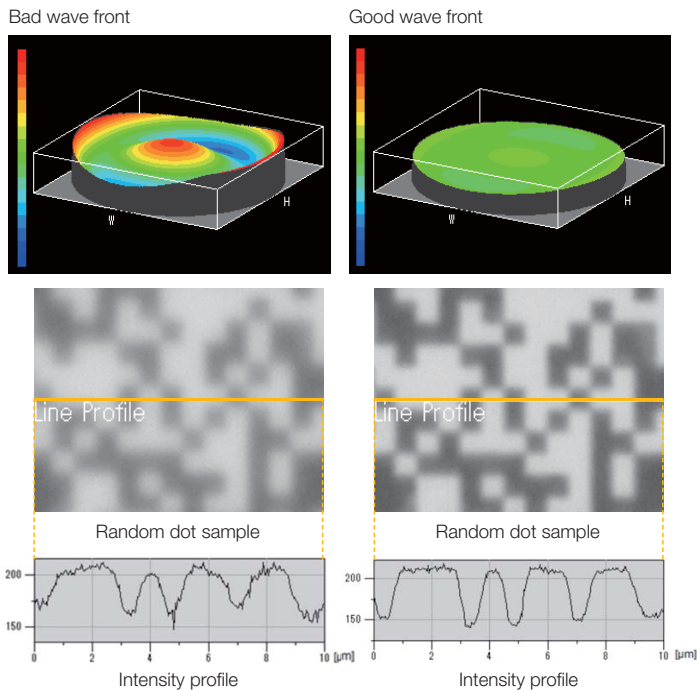 Bad wave front
Good wave front
W
H
W
H
Line Profile
Line Profile
Random dot sample
Random dot sample
200
150
0
2
4
6
8
10
[μm]
200
150
0
2
4
6
8
10
[μm]
Intensity profile
Intensity profile